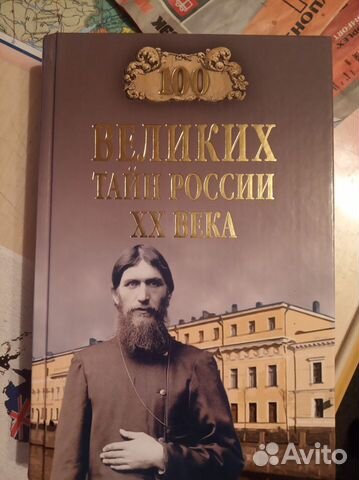 100
ВЕЛИКИХ
ТАЙН РОССИИ
XX ВЕКА
Avito